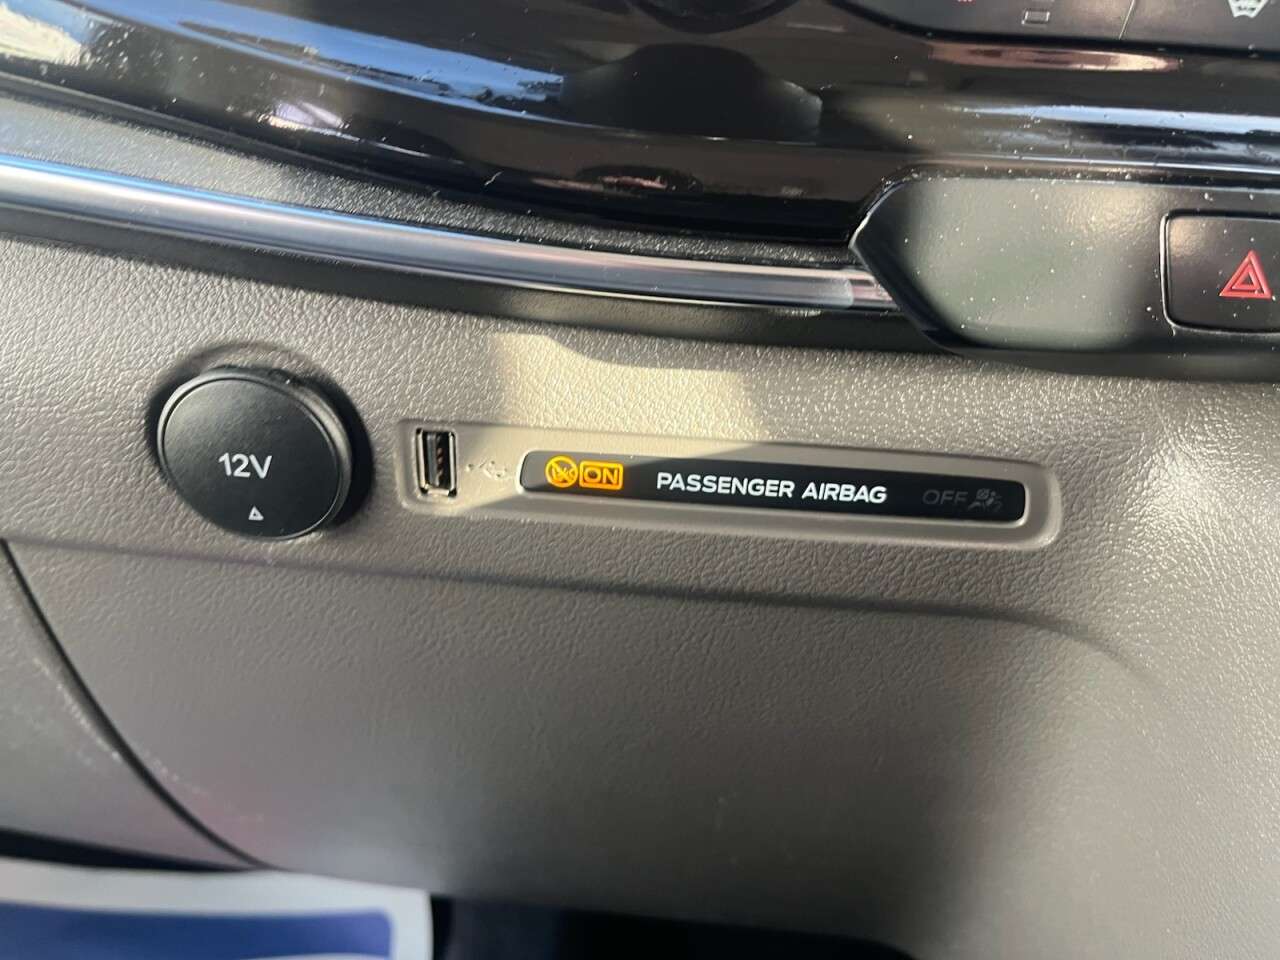 12V
ON PASSENGER AIRBAG OFF